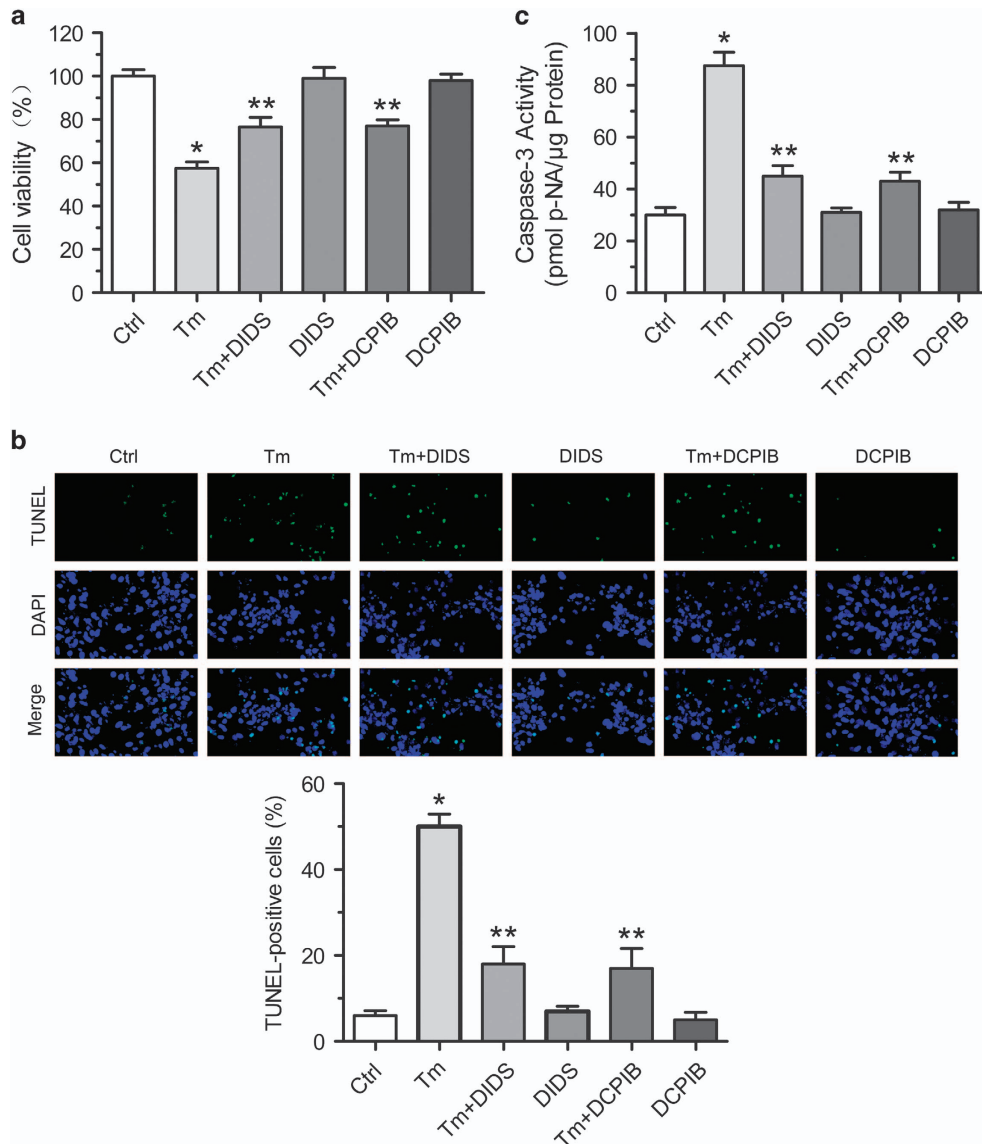 a
Cell viability (%)
120
100
80
60
40
20
0
*
**
**
Ctrl
Tm
Tm+DIDS
DIDS
Tm+DCPIB
DCPIB
c
Caspase-3 Activity
(pmol p-NA/µg Protein)
100
80
60
40
20
0
*
**
**
Ctrl
Tm
Tm+DIDS
DIDS
Tm+DCPIB
DCPIB
b
Ctrl Tm Tm+DIDS DIDS Tm+DCPIB DCPIB
TUNEL
DAPI
Merge
TUNEL-positive cells (%)
60
40
20
0
*
**
**
Ctrl
Tm
Tm+DIDS
DIDS
Tm+DCPIB
DCPIB